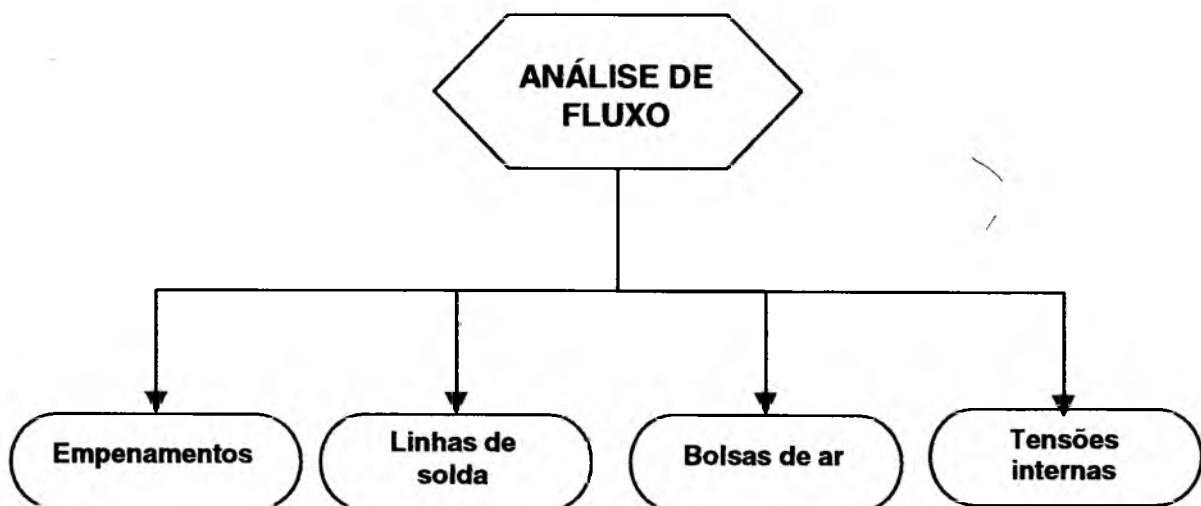 ANÁLISE DE
FLUXO
Empenamentos
Linhas de
solda
Bolsas de ar
Tensões
internas